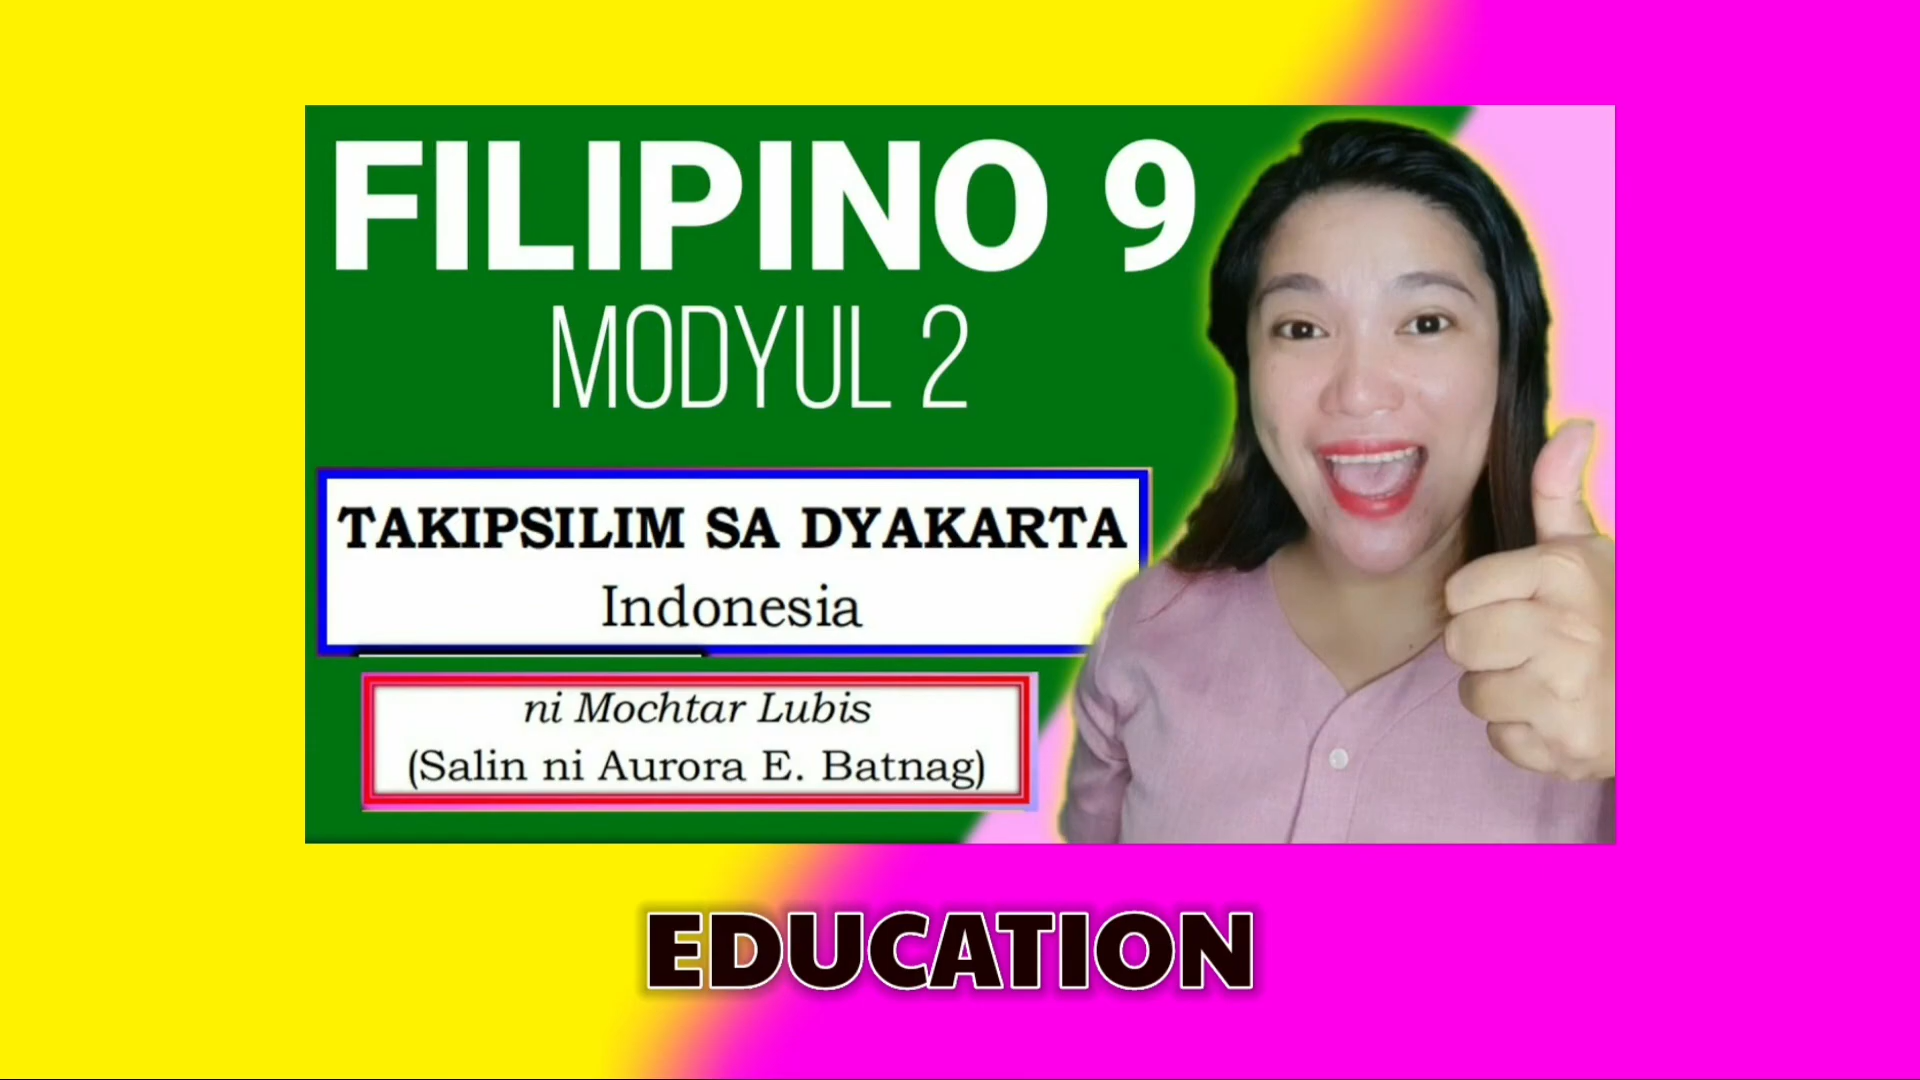 FILIPINO 9
MODYUL 2
TAKIPSILIM SA DYAKARTA
Indonesia
ni Mochtar Lubis
(Salin ni Aurora E. Batnag)
EDUCATION